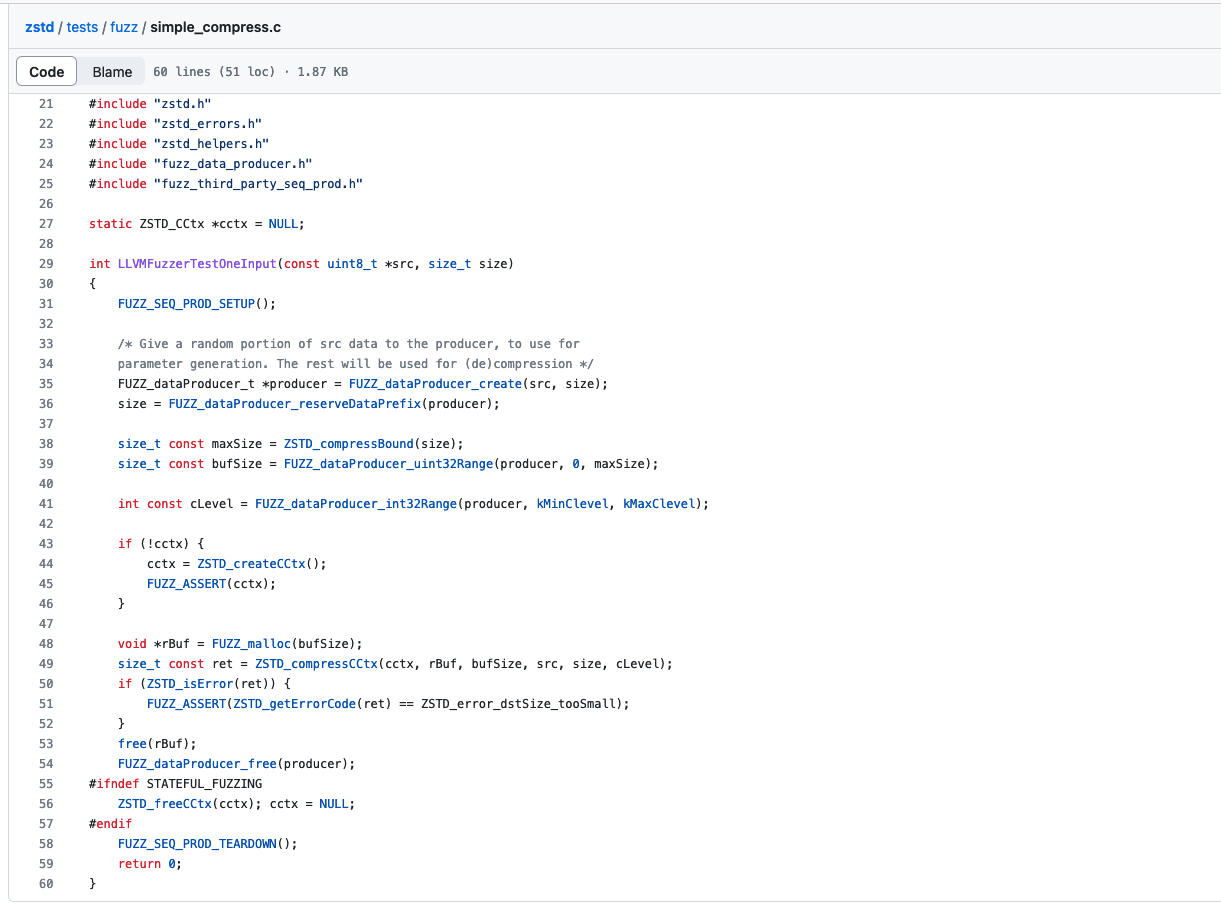 zstd / tests / fuzz / simple_compress.c
Code Blame 60 lines (51 loc) · 1.87 KB
21 #include "zstd.h"
22 #include "zstd_errors.h"
23 #include "zstd_helpers.h"
24 #include "fuzz_data_producer.h"
25 #include "fuzz_third_party_seq_prod.h"
26
27 static ZSTD_CCtx *cctx = NULL;
28
29 int LLVMFuzzerTestOneInput(const uint8_t *src, size_t size)
30 {
31     FUZZ_SEQ_PROD_SETUP();
32
33     /* Give a random portion of src data to the producer, to use for
34     parameter generation. The rest will be used for (de)compression */
35     FUZZ_dataProducer_t *producer = FUZZ_dataProducer_create(src, size);
36     size = FUZZ_dataProducer_reserveDataPrefix(producer);
37
38     size_t const maxSize = ZSTD_compressBound(size);
39     size_t const bufSize = FUZZ_dataProducer_uint32Range(producer, 0, maxSize);
40
41     int const cLevel = FUZZ_dataProducer_int32Range(producer, kMinClevel, kMaxClevel);
42
43     if (!cctx) {
44         cctx = ZSTD_createCCtx();
45         FUZZ_ASSERT(cctx);
46     }
47
48     void *rBuf = FUZZ_malloc(bufSize);
49     size_t const ret = ZSTD_compressCCtx(cctx, rBuf, bufSize, src, size, cLevel);
50     if (ZSTD_isError(ret)) {
51         FUZZ_ASSERT(ZSTD_getErrorCode(ret) == ZSTD_error_dstSize_tooSmall);
52     }
53     free(rBuf);
54     FUZZ_dataProducer_free(producer);
55 #ifndef STATEFUL_FUZZING
56     ZSTD_freeCCtx(cctx); cctx = NULL;
57 #endif
58     FUZZ_SEQ_PROD_TEARDOWN();
59     return 0;
60 }